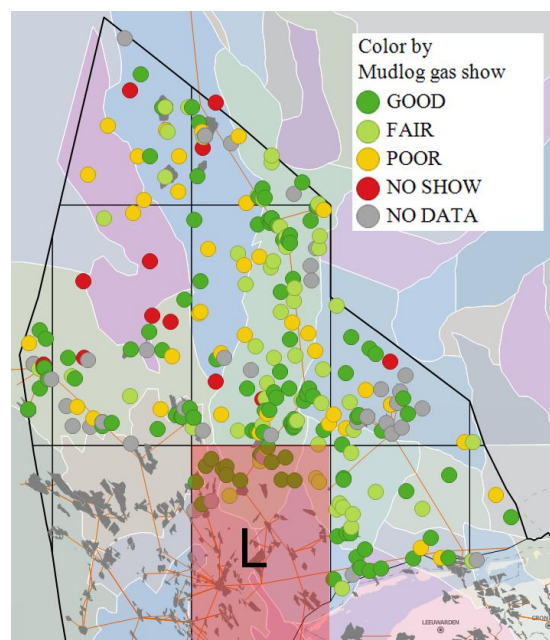 Color by
Mudlog gas show
GOOD
FAIR
POOR
NO SHOW
NO DATA
L
LEEUWARDEN